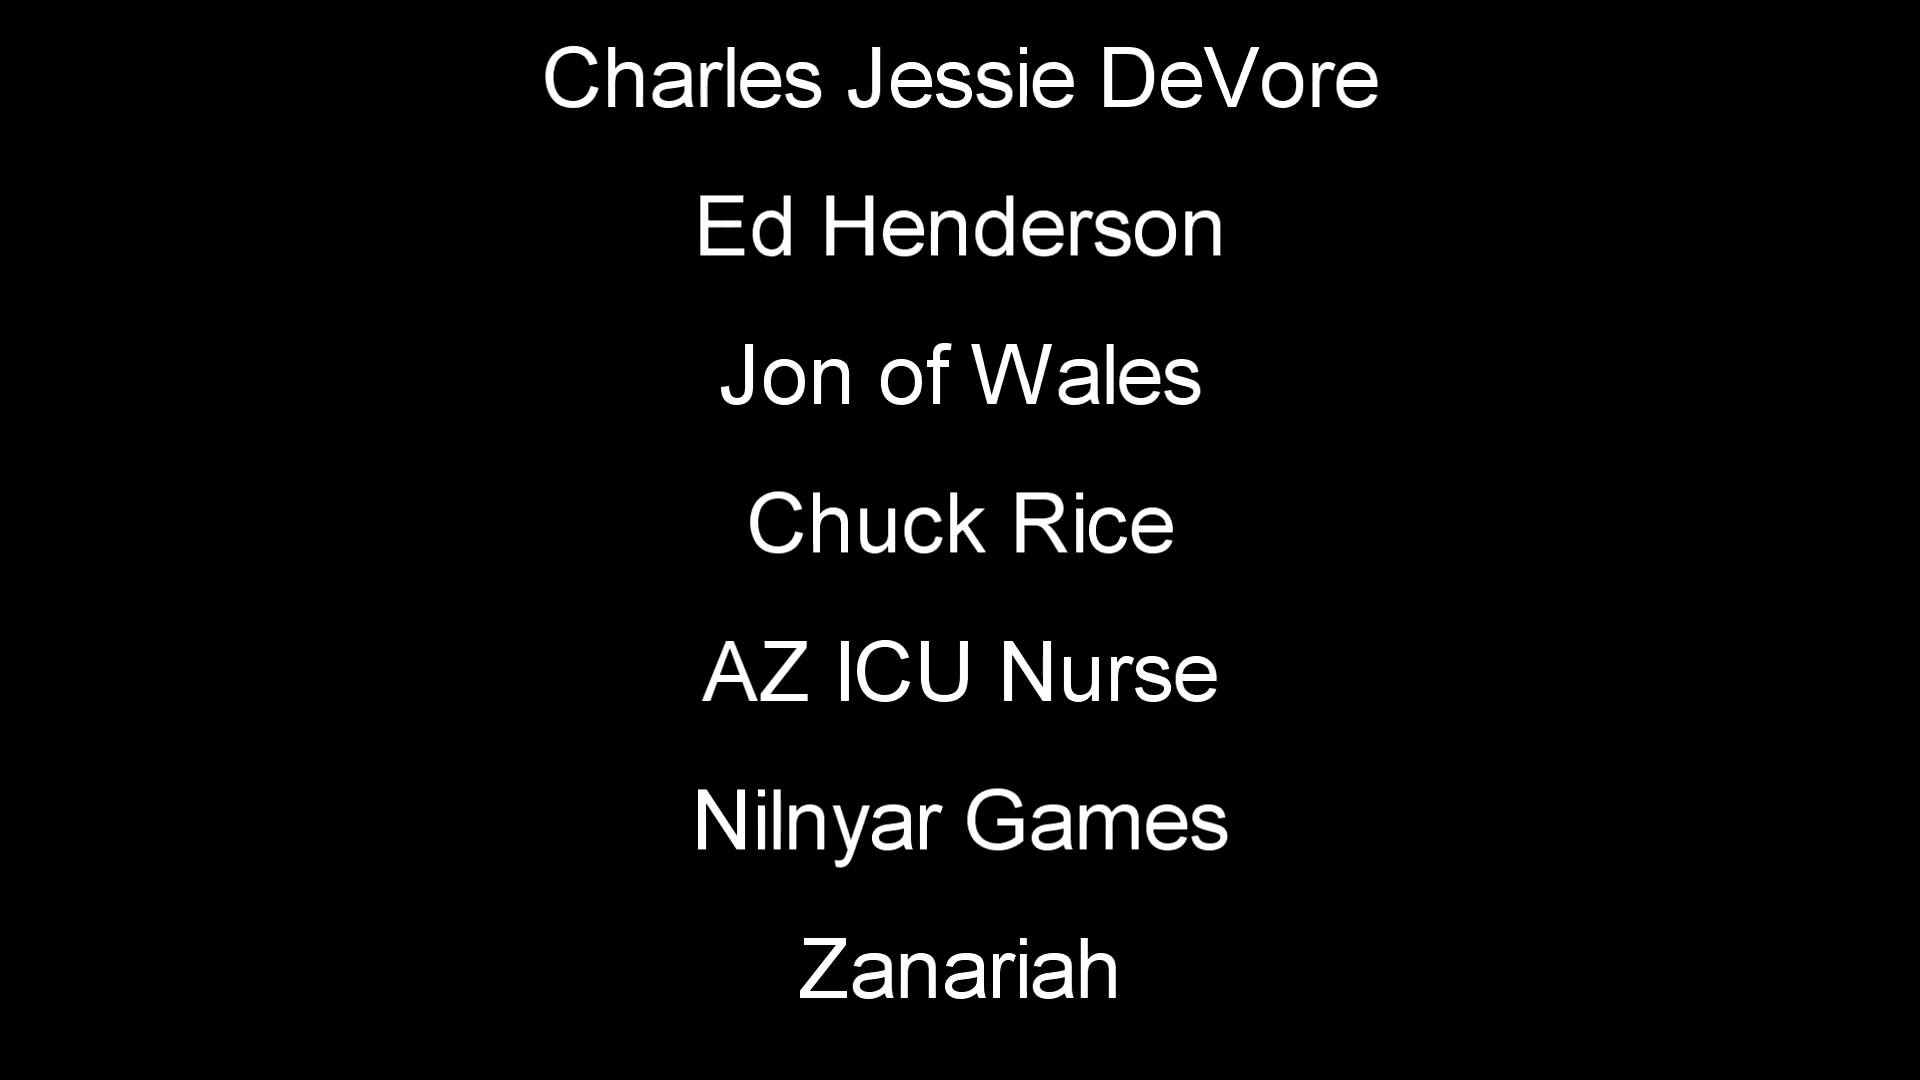 Charles Jessie DeVore
Ed Henderson
Jon of Wales
Chuck Rice
AZ ICU Nurse
Nilnyar Games
Zanariah